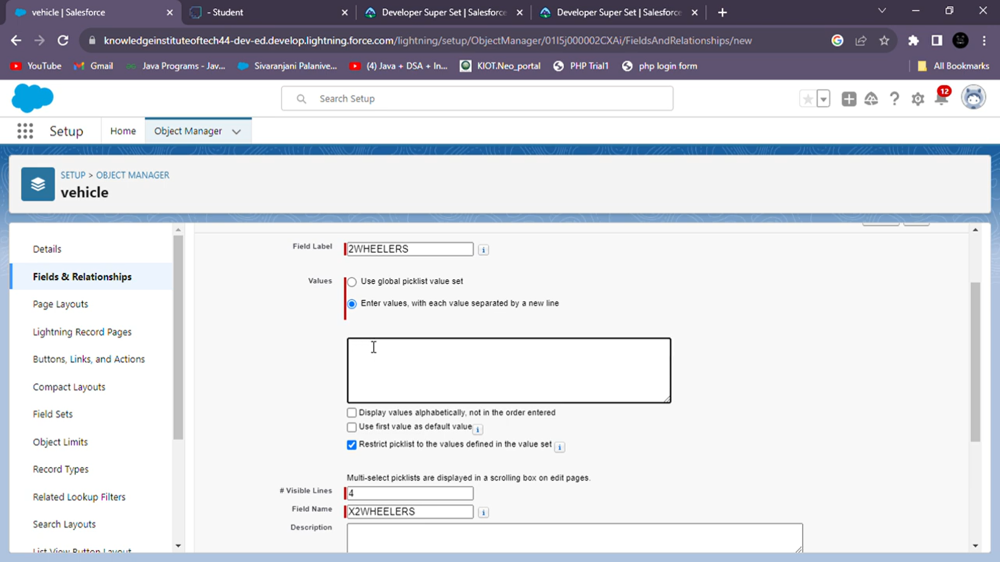 vehicle | Salesforce
- Student
Developer Super Set | Salesforce
Developer Super Set | Salesforce
knowledgeinstituteoftech44-dev-ed.develop.lightning.force.com/lightning/setup/ObjectManager/01I5j000002CXAi/FieldsAndRelationships/new
YouTube
Gmail
Java Programs - Jav...
Sivaranjani Palanive...
(4) Java + DSA + In...
KIOT.Neo_portal
PHP Trial1
php login form
All Bookmarks
Search Setup
12
Setup
Home
Object Manager
SETUP > OBJECT MANAGER
vehicle
Details
Fields & Relationships
Page Layouts
Lightning Record Pages
Buttons, Links, and Actions
Compact Layouts
Field Sets
Object Limits
Record Types
Related Lookup Filters
Search Layouts
List View Button Layout
Field Label 2WHEELERS
Values Use global picklist value set
Enter values, with each value separated by a new line
Display values alphabetically, not in the order entered
Use first value as default value
Restrict picklist to the values defined in the value set
Multi-select picklists are displayed in a scrolling box on edit pages.
# Visible Lines 4
Field Name X2WHEELERS
Description